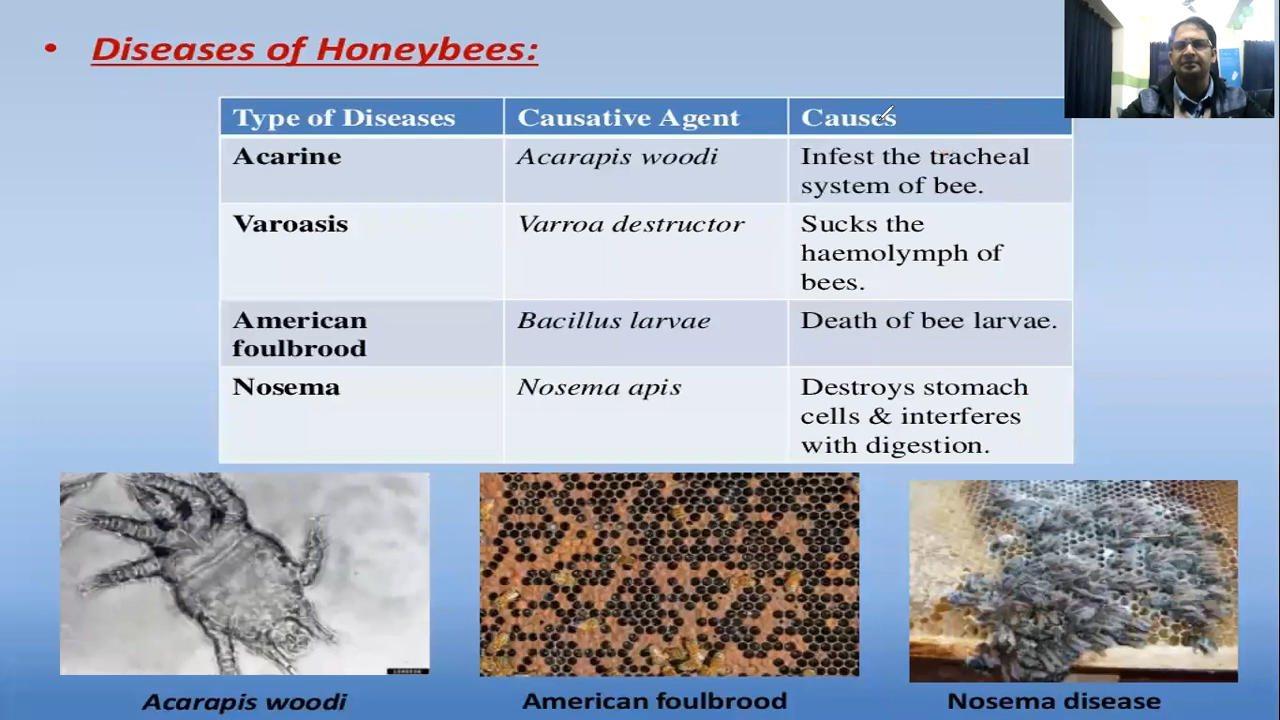 • Diseases of Honeybees:
Type of Diseases Causative Agent Causes
Acarine Acarapis woodi Infest the tracheal
system of bee.
Varoasis Varroa destructor Sucks the
haemolymph of
bees.
American Bacillus larvae Death of bee larvae.
foulbrood
Nosema Nosema apis Destroys stomach
cells & interferes
with digestion.
Acarapis woodi American foulbrood Nosema disease